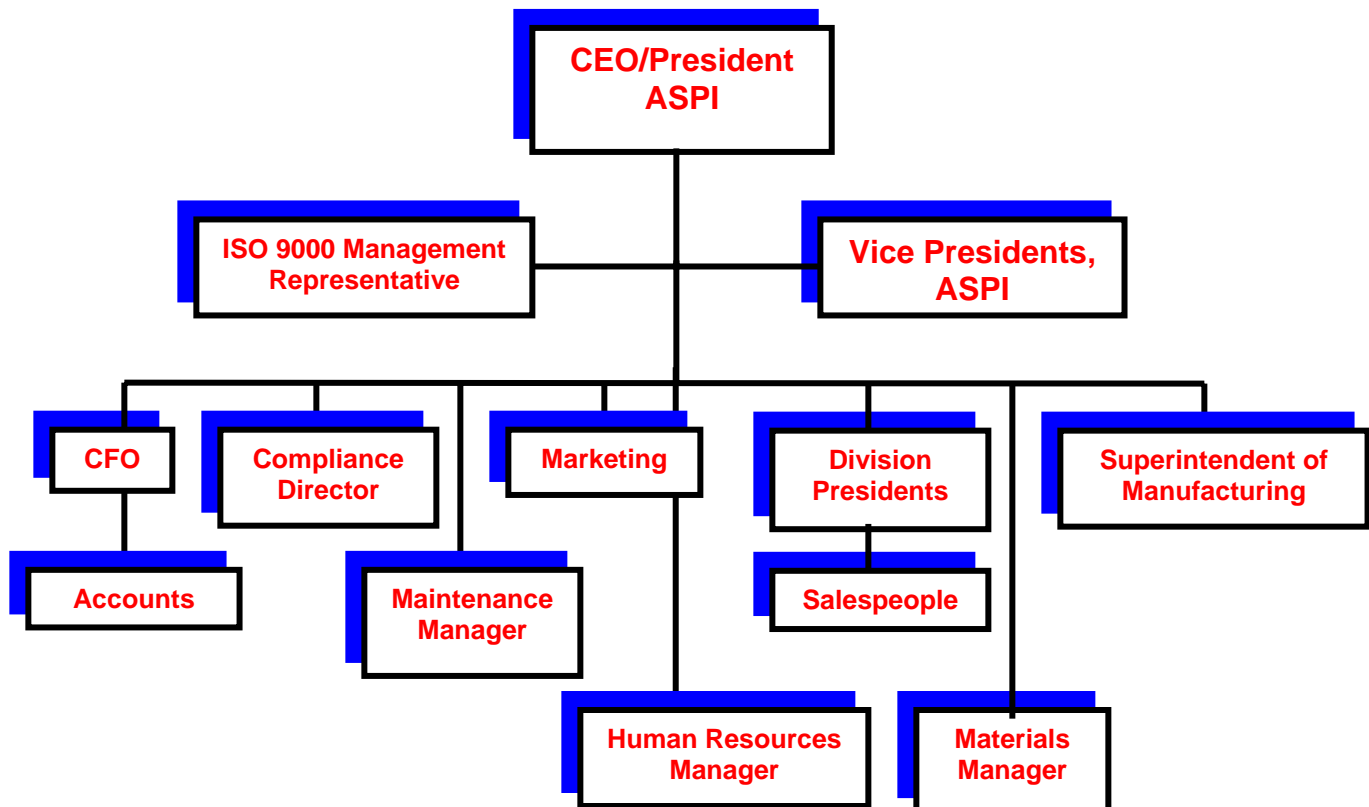 CEO/President
ASPI
ISO 9000 Management
Representative
Vice Presidents,
ASPI
CFO
Compliance
Director
Marketing
Division
Presidents
Superintendent of
Manufacturing
Accounts
Maintenance
Manager
Salespeople
Human Resources
Manager
Materials
Manager